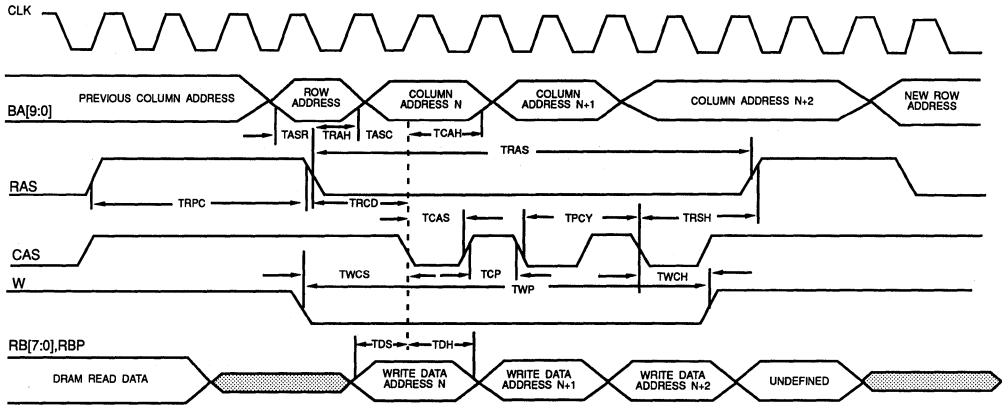 CLK
PREVIOUS COLUMN ADDRESS
ROW
ADDRESS
COLUMN
ADDRESS N
COLUMN
ADDRESS N+1
COLUMN ADDRESS N+2
NEW ROW
ADDRESS
BA[9:0]
TASR
TRAH
TASC
TCAH
TRAS
RAS
TRPC
TRCD
TCAS
TPCY
TRSH
CAS
TWCS
TCP
TWCH
W
TWP
RB[7:0],RBP
TDS
TDH
DRAM READ DATA
WRITE DATA
ADDRESS N
WRITE DATA
ADDRESS N+1
WRITE DATA
ADDRESS N+2
UNDEFINED